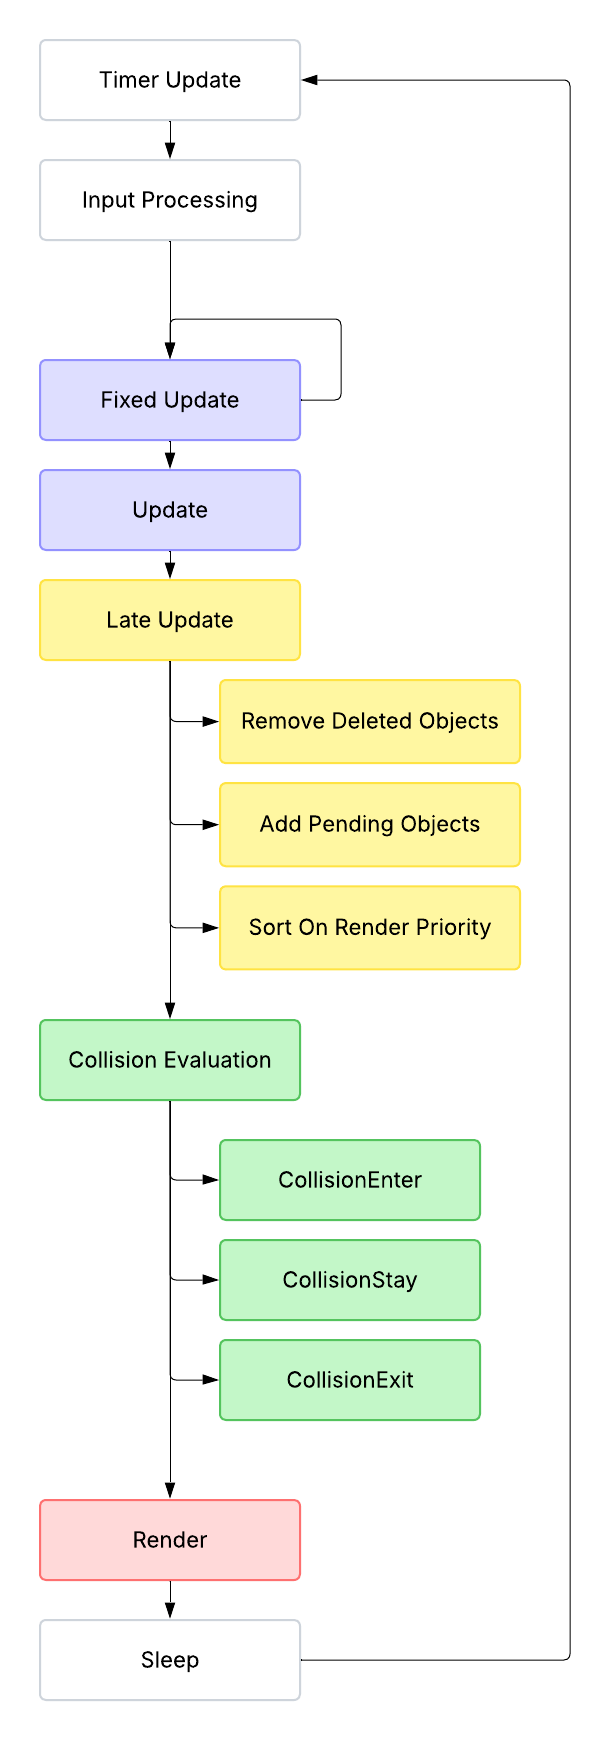 Timer Update
Input Processing
Fixed Update
Update
Late Update
Remove Deleted Objects
Add Pending Objects
Sort On Render Priority
Collision Evaluation
CollisionEnter
CollisionStay
CollisionExit
Render
Sleep